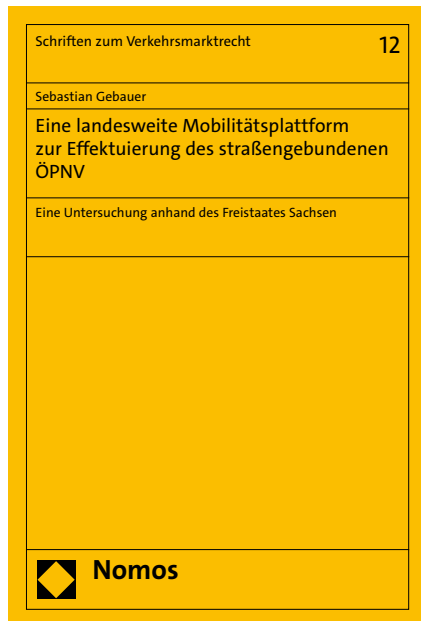 Schriften zum Verkehrsmarktrecht 12
Sebastian Gebauer
Eine landesweite Mobilitätsplattform
zur Effektuierung des straßengebundenen
ÖPNV
Eine Untersuchung anhand des Freistaates Sachsen
Nomos